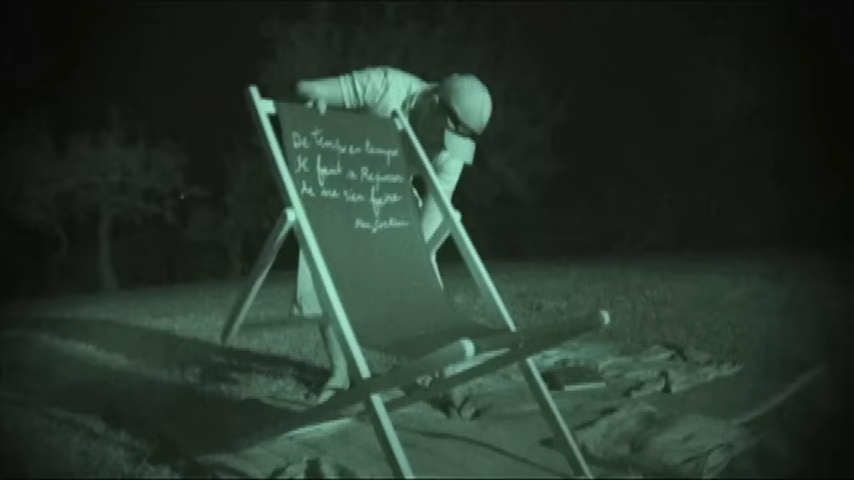 De temps en temps
Il faut se Reposer
de ne rien faire